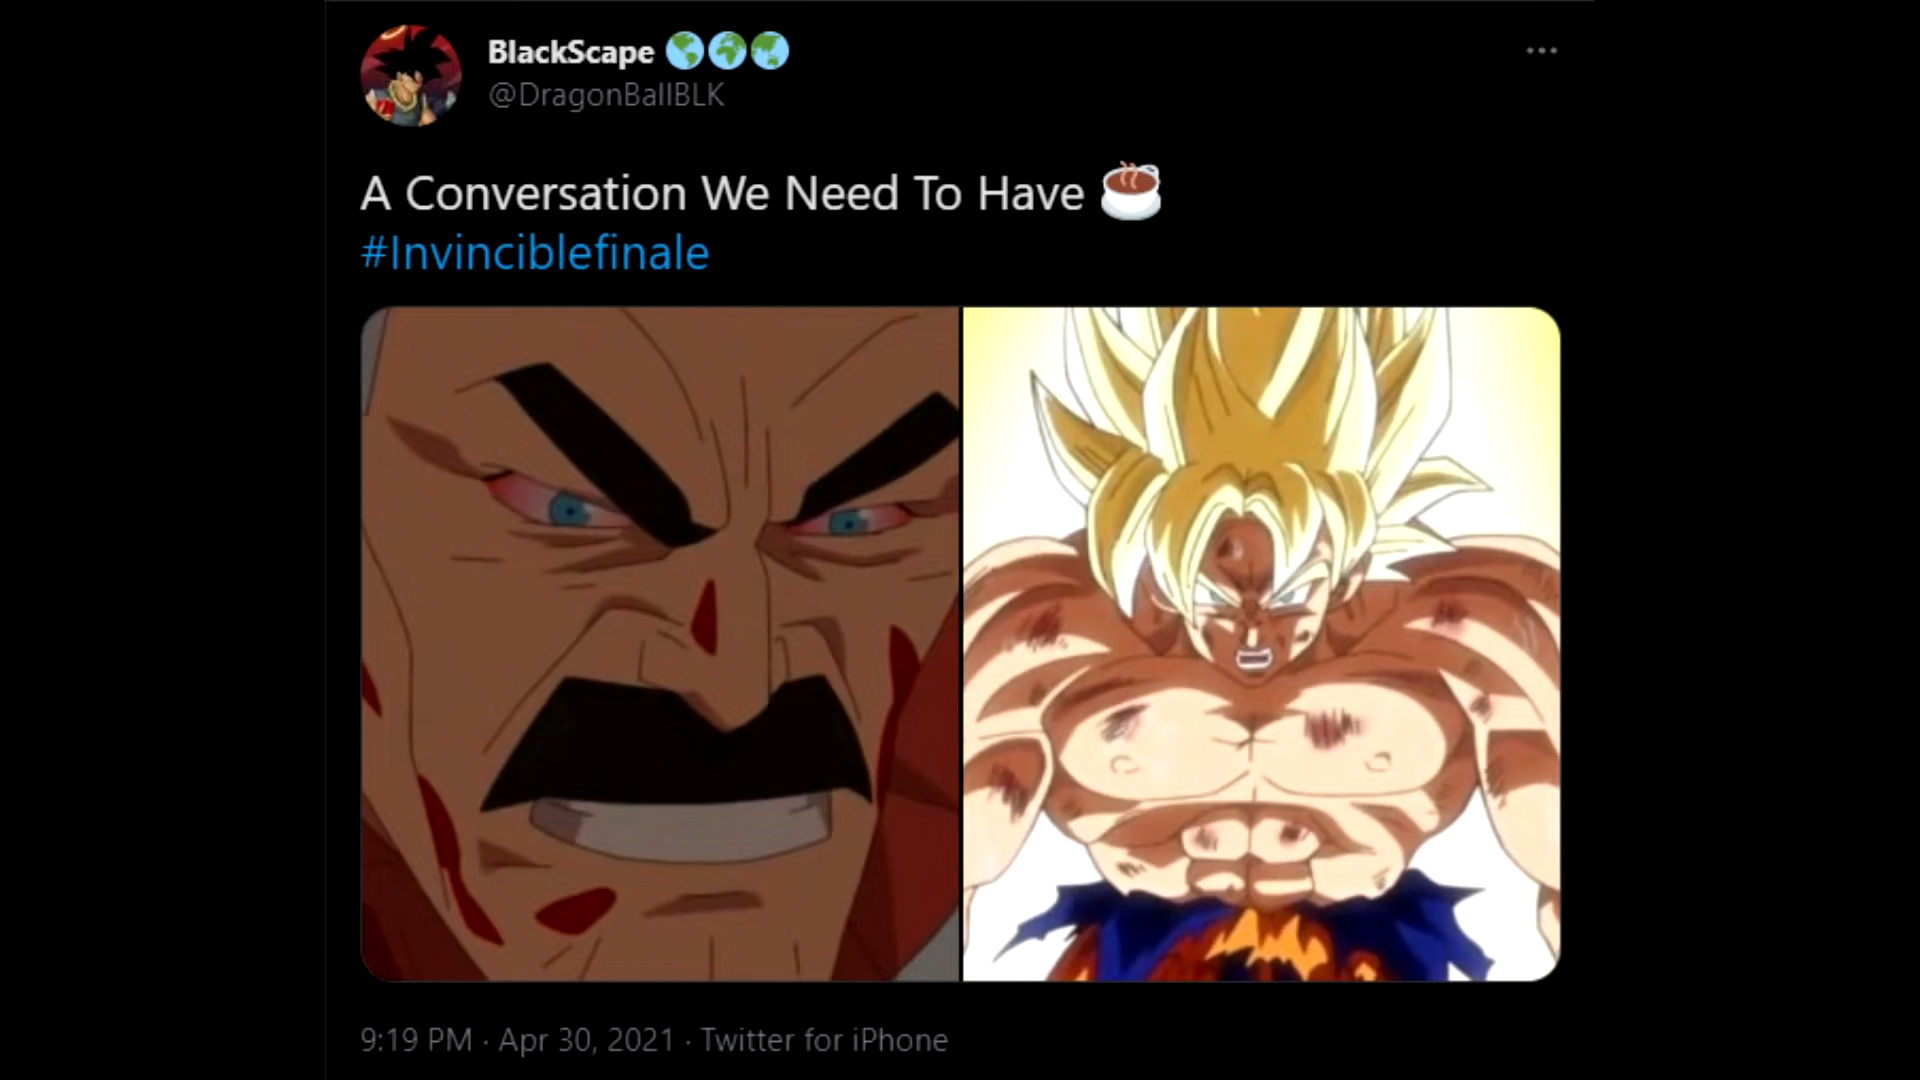 BlackScape 🌎🌍🌏
@DragonBallBLK
A Conversation We Need To Have ☕
#Invinciblefinale
9:19 PM · Apr 30, 2021 · Twitter for iPhone